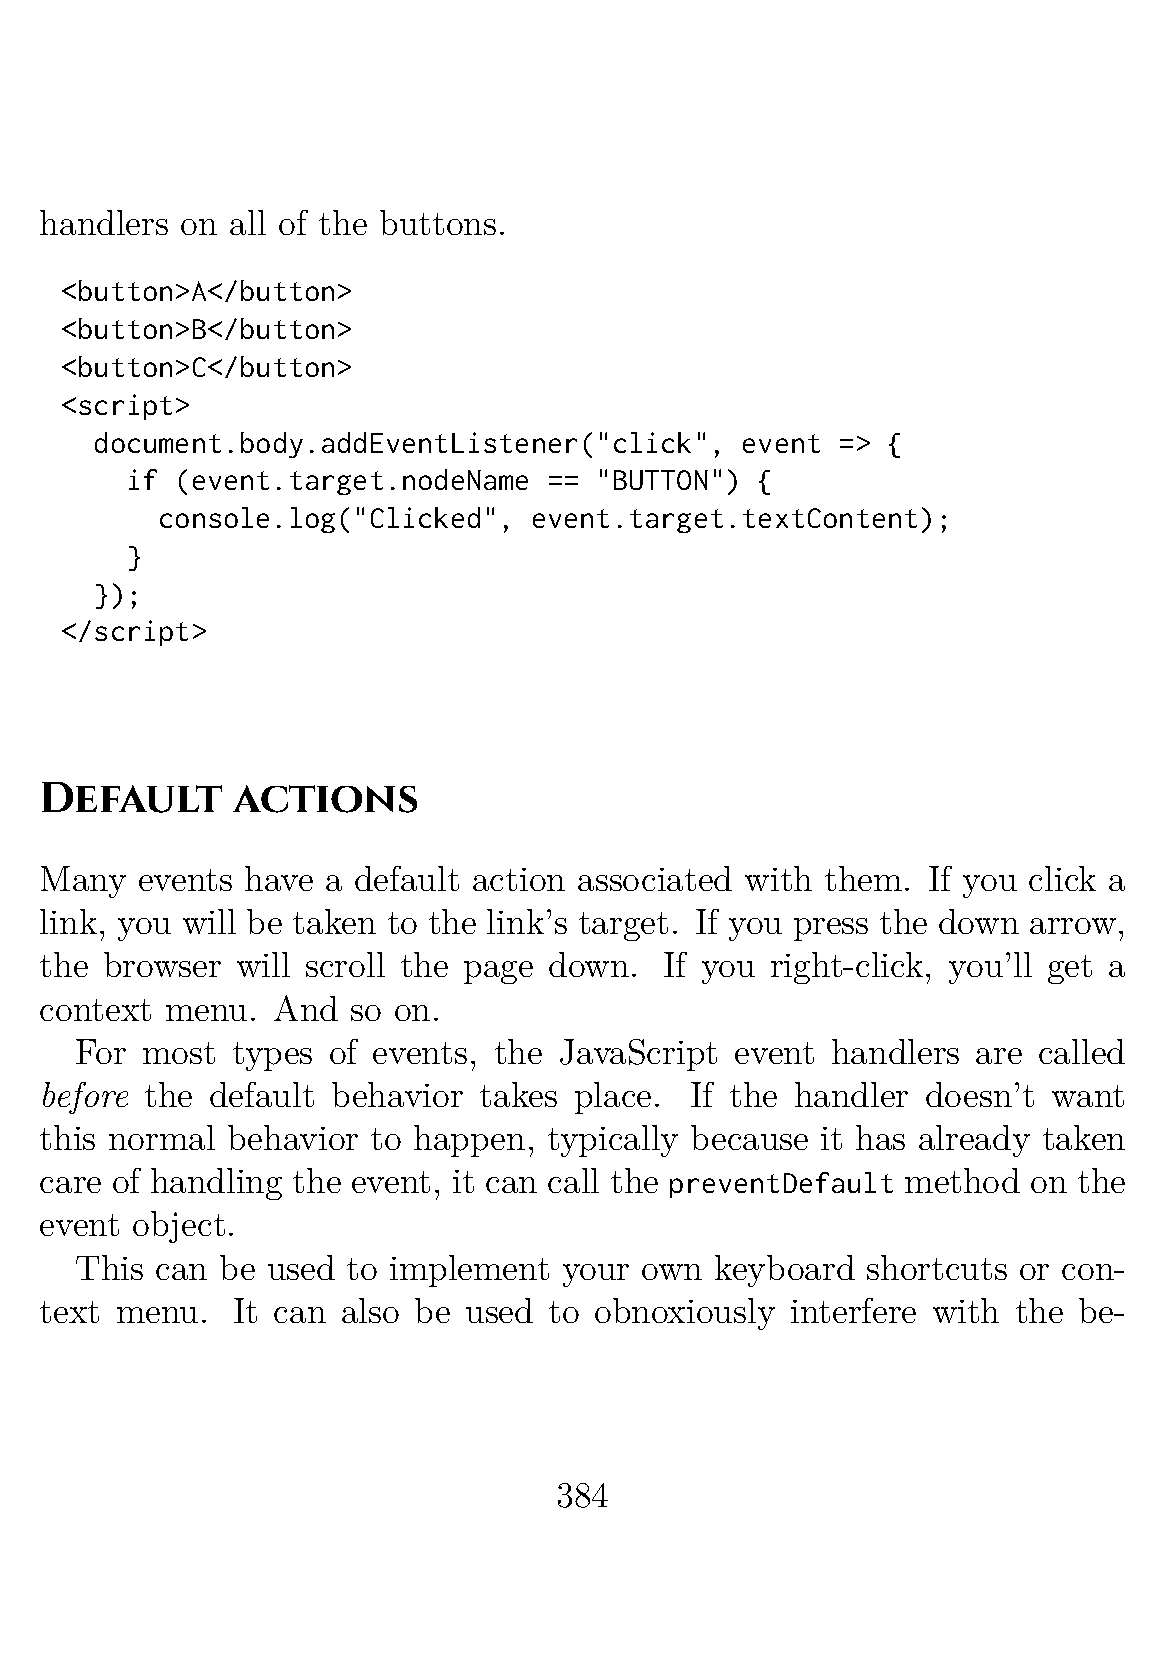 handlers on all of the buttons.
<button>A</button>
<button>B</button>
<button>C</button>
<script>
  document.body.addEventListener("click", event => {
    if (event.target.nodeName == "BUTTON") {
      console.log("Clicked", event.target.textContent);
    }
  });
</script>
Default actions
Many events have a default action associated with them. If you click a
link, you will be taken to the link's target. If you press the down arrow,
the browser will scroll the page down. If you right-click, you'll get a
context menu. And so on.
For most types of events, the JavaScript event handlers are called
before the default behavior takes place. If the handler doesn't want
this normal behavior to happen, typically because it has already taken
care of handling the event, it can call the preventDefault method on the
event object.
This can be used to implement your own keyboard shortcuts or con-
text menu. It can also be used to obnoxiously interfere with the be-
384